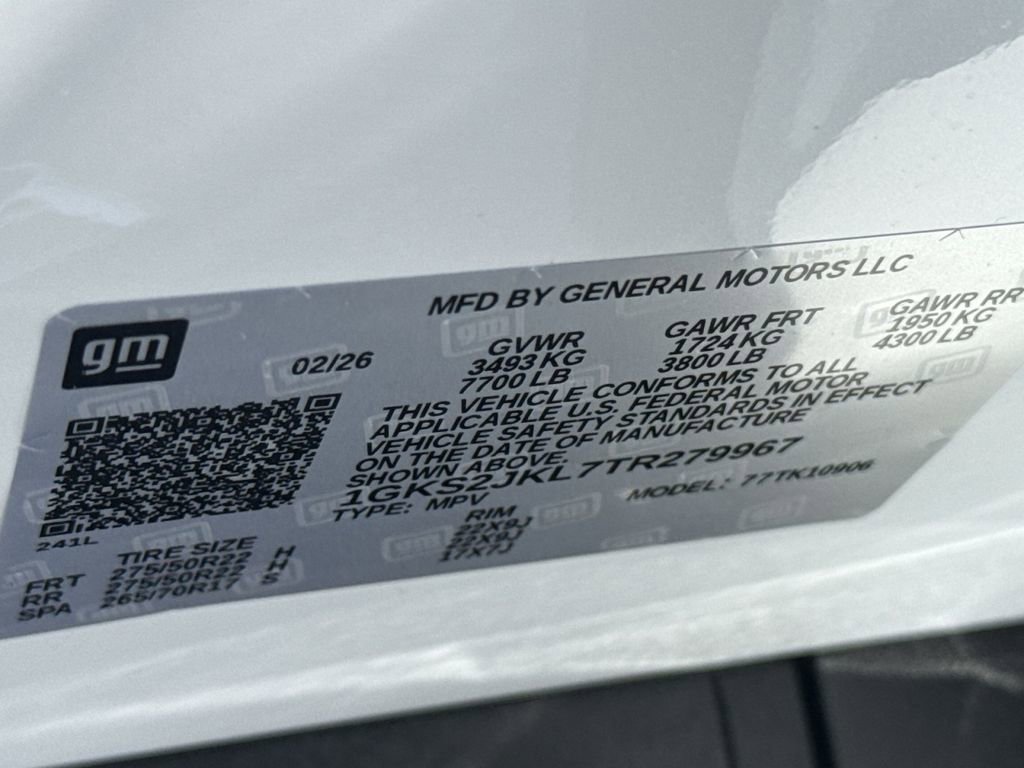 MFD BY GENERAL MOTORS LLC
gm
02/26
GVWR GAWR FRT GAWR RR
3493 KG 1724 KG 1950 KG
7700 LB 3800 LB 4300 LB
THIS VEHICLE CONFORMS TO ALL
APPLICABLE U.S. FEDERAL MOTOR
VEHICLE SAFETY STANDARDS IN EFFECT
ON THE DATE OF MANUFACTURE
SHOWN ABOVE.
1GKS2JKL7TR279967
TYPE: MPV MODEL: 77TK10906
241L
TIRE SIZE RIM
FRT 275/50R22 H 22X9J
RR 275/50R22 H 22X9J
SPA 265/70R17 S 17X7J